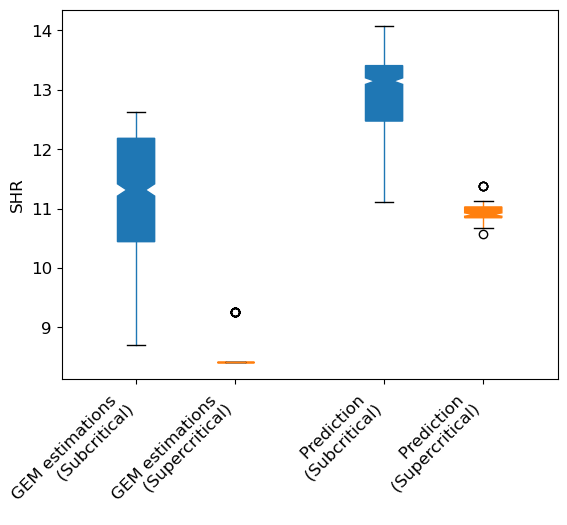 14
13
12
11
10
9
SHR
GEM estimations
(Subcritical)
GEM estimations
(Supercritical)
Prediction
(Subcritical)
Prediction
(Supercritical)